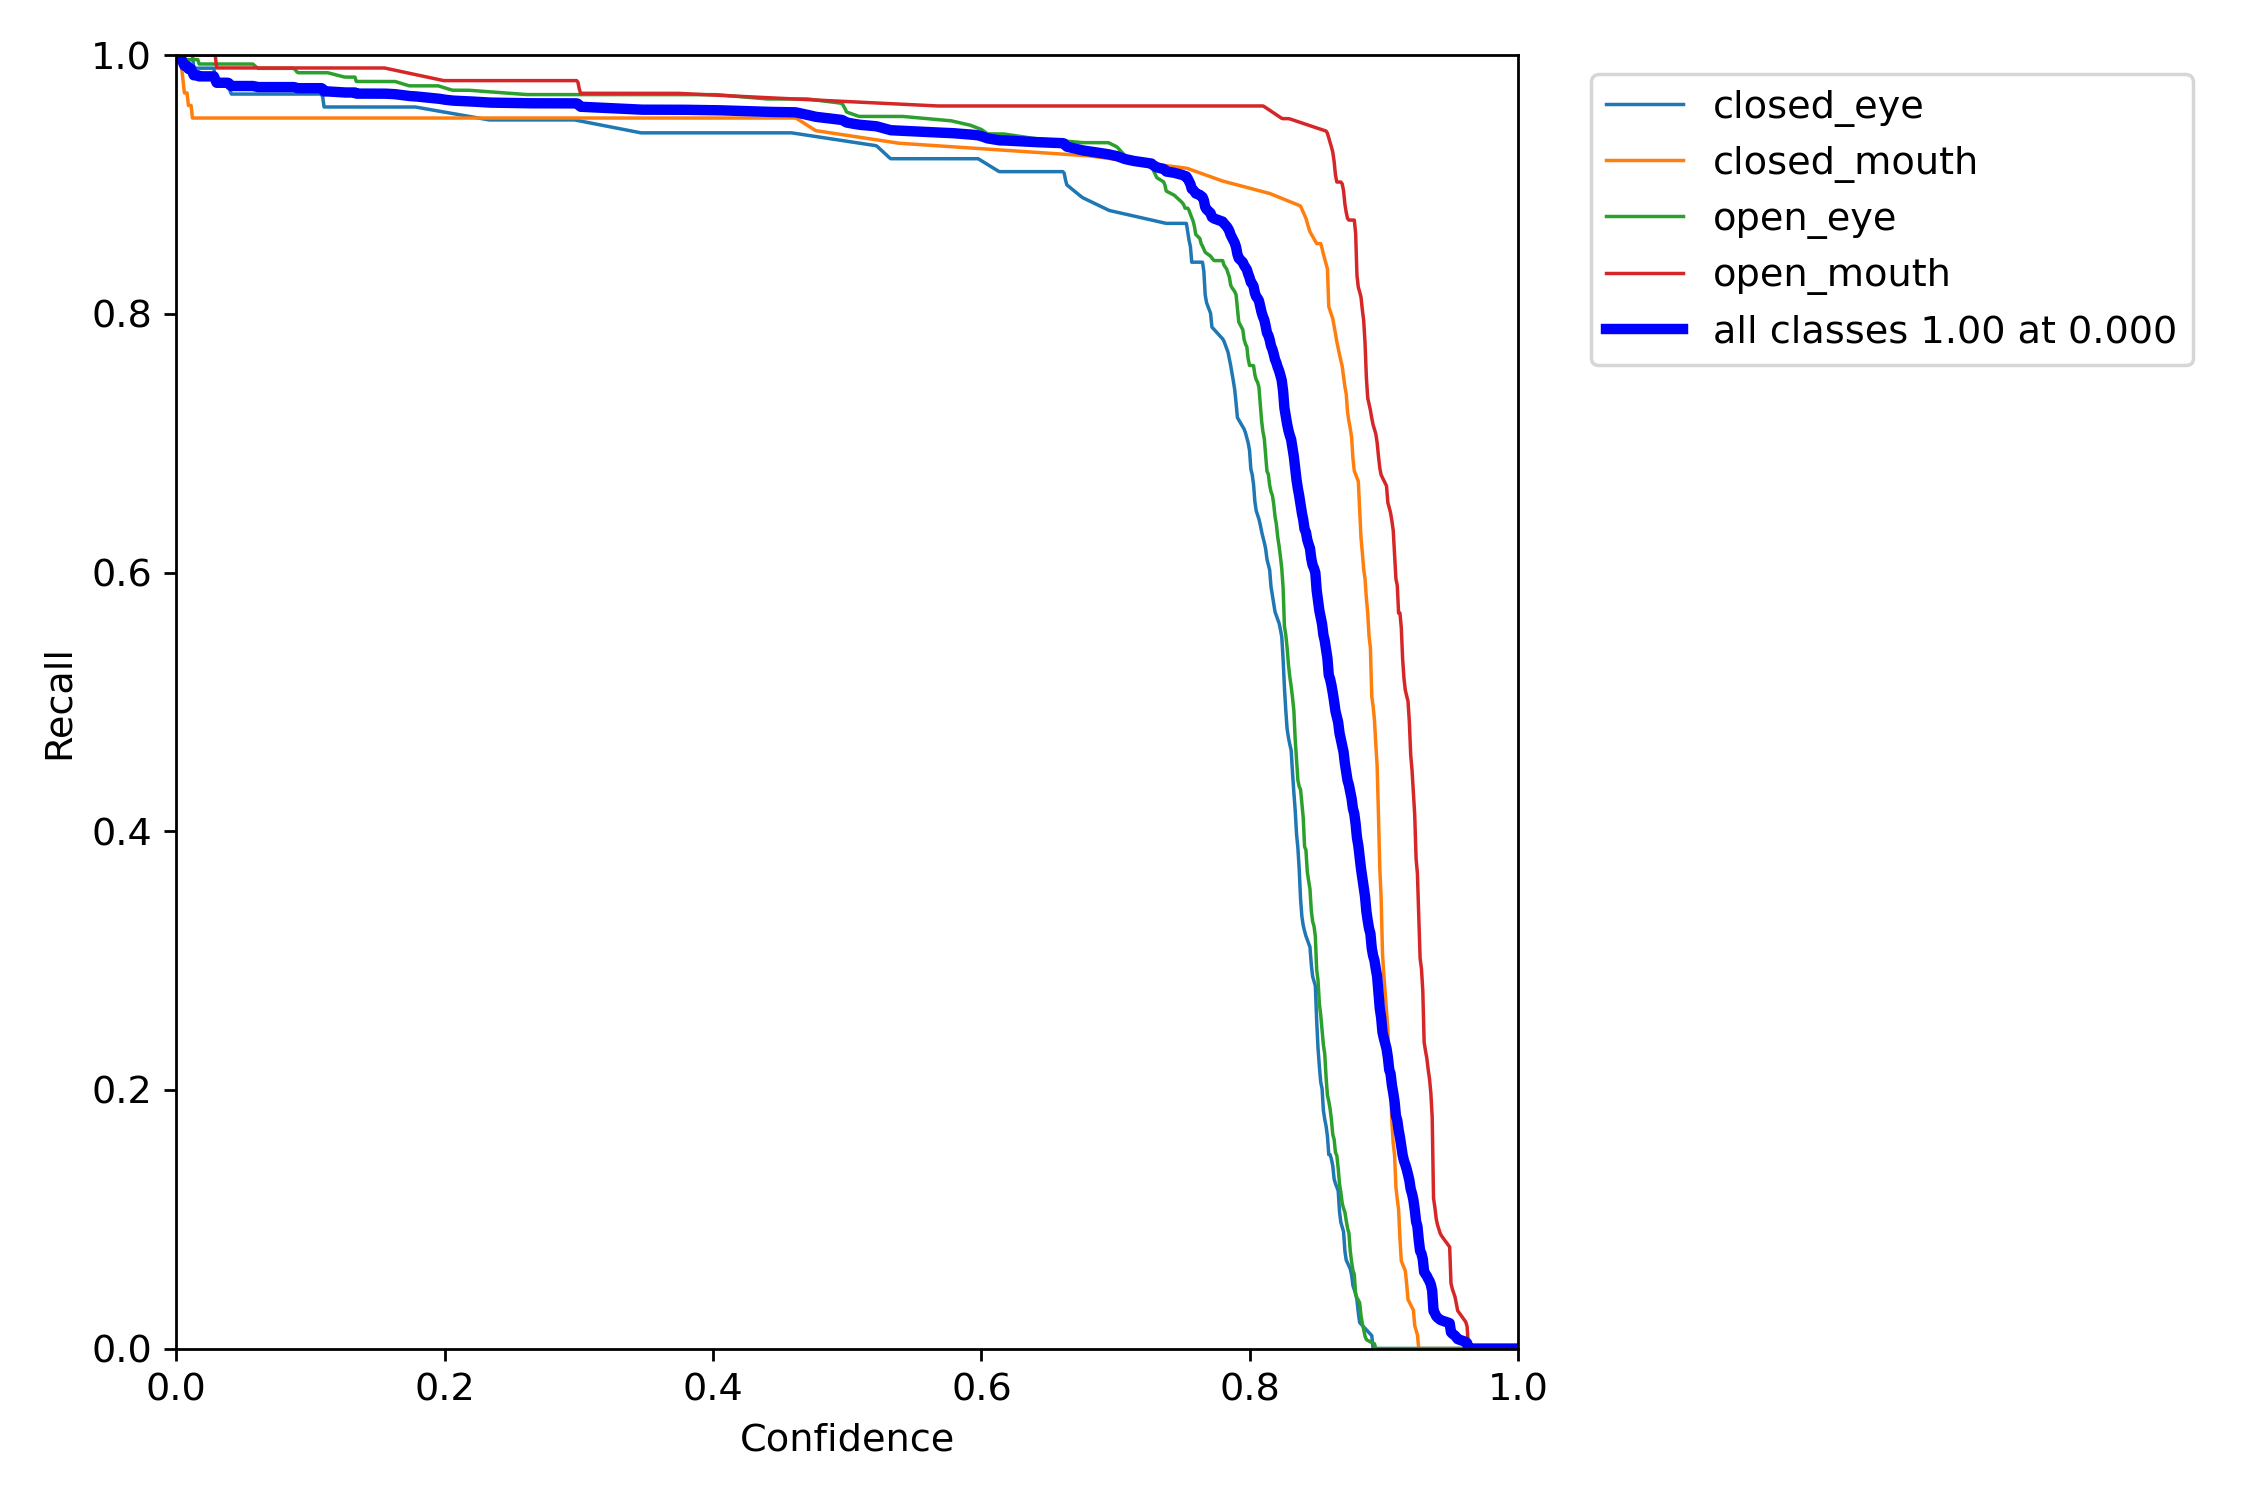 closed_eye
closed_mouth
open_eye
open_mouth
all classes 1.00 at 0.000
Recall
1.0
0.8
0.6
0.4
0.2
0.0
0.0 0.2 0.4 0.6 0.8 1.0
Confidence